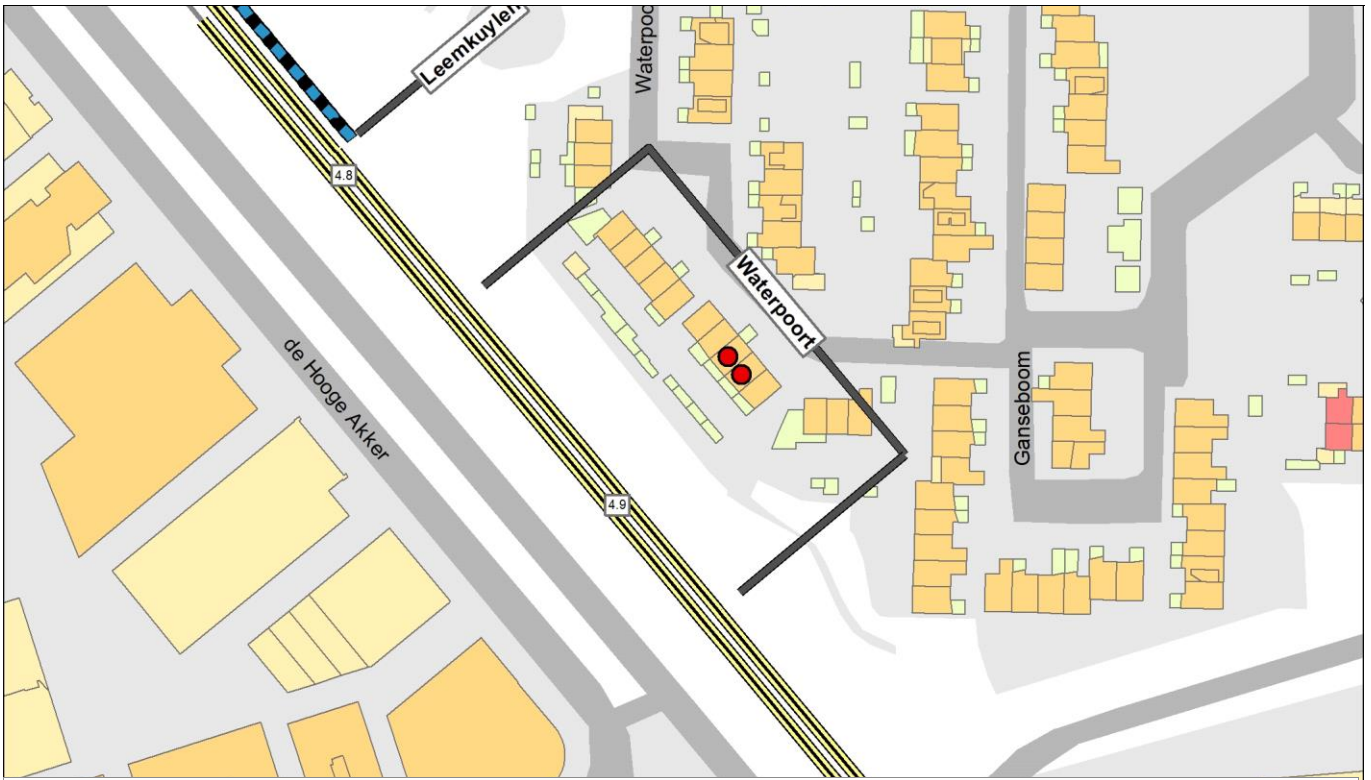 Leemkuylen
Waterpoo
4.8
Waterpoort
de Hooge Akker
Ganseboom
4.9